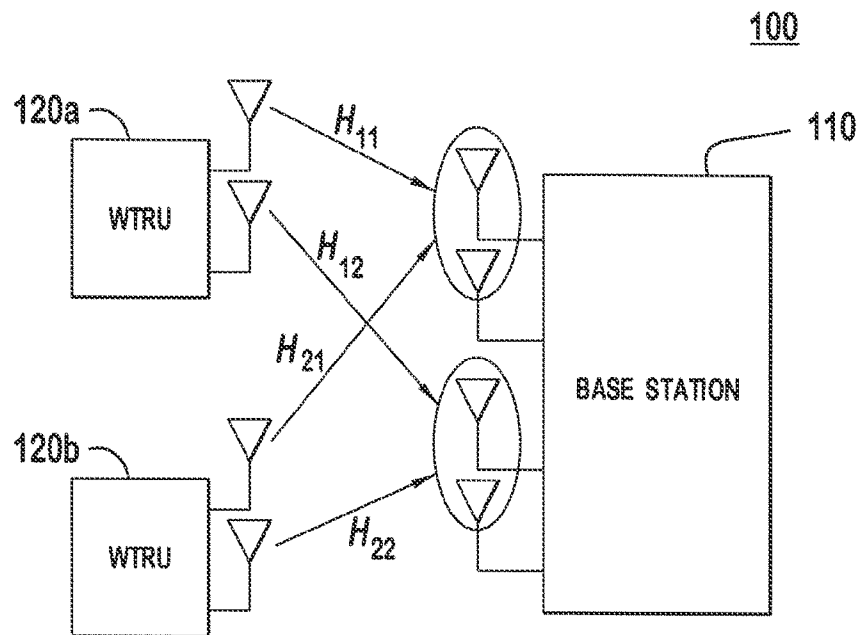 100
120a
110
H11
WTRU
H12
H21
BASE STATION
120b
H22
WTRU